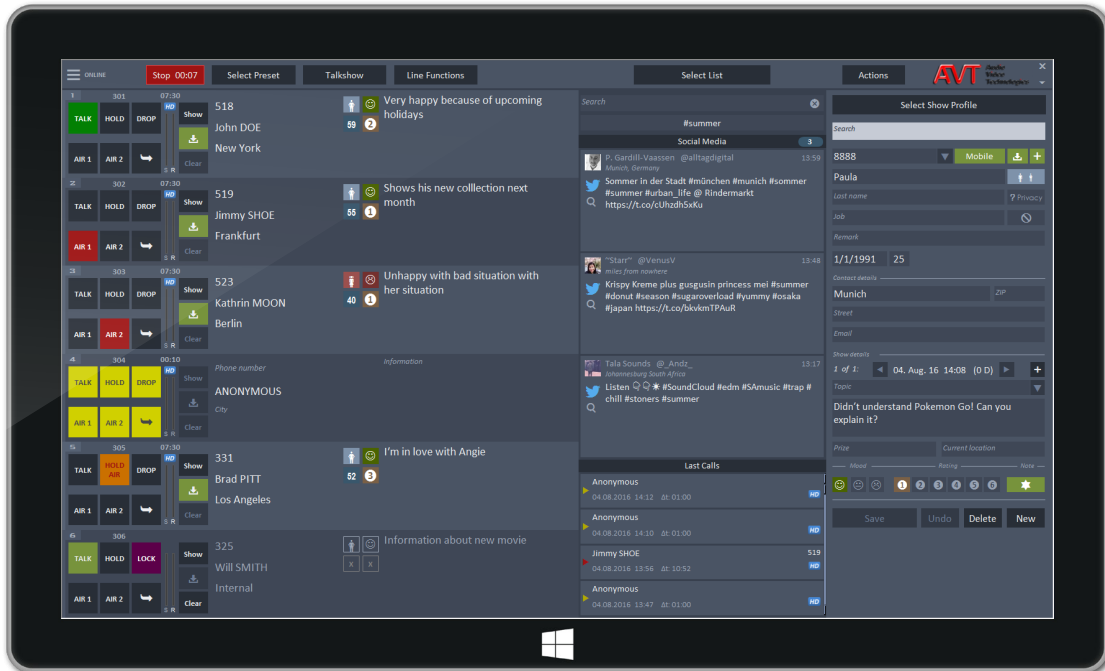 ONLINE
Stop 00:07
Select Preset
Talkshow
Line Functions
Select List
Actions
AVT Audio Video Technologies
1 301 07:30
TALK HOLD DROP HD Show
AIR 1 AIR 2 S R Clear
518
John DOE
New York
59 2
Very happy because of upcoming
holidays
2 302 07:30
TALK HOLD DROP HD Show
AIR 1 AIR 2 S R Clear
519
Jimmy SHOE
Frankfurt
55 1
Shows his new colllection next
month
3 303 07:30
TALK HOLD DROP HD Show
AIR 1 AIR 2 S R Clear
523
Kathrin MOON
Berlin
40 1
Unhappy with bad situation with
her situation
4 304 00:10
TALK HOLD DROP HD Show
AIR 1 AIR 2 S R Clear
Phone number
ANONYMOUS
City
Information
5 305 07:30
TALK HOLD AIR DROP HD Show
AIR 1 AIR 2 S R Clear
331
Brad PITT
Los Angeles
52 3
I'm in love with Angie
6 306
TALK HOLD LOCK Show
AIR 1 AIR 2 S R Clear
325
Will SMITH
Internal
x x
Information about new movie
Search
#summer
Social Media 3
P. Gardill-Vaassen @alltagdigital 13:59
Munich, Germany
Sommer in der Stadt #münchen #munich #sommer
#summer #urban_life @ Rindermarkt
https://t.co/cUhzdh5xKu
"Starr" @VenusV 13:48
miles from nowhere
Krispy Kreme plus gusgusin princess mei #summer
#donut #season #sugaroverload #yummy #osaka
#japan https://t.co/bkvkmTPAuR
Tala Sounds @_Andz_ 13:17
Johannesburg South Africa
Listen #SoundCloud #edm #SAmusic #trap #
chill #stoners #summer
Last Calls
Anonymous
04.08.2016 14:12 Δt: 01:00 HD
Anonymous
04.08.2016 14:10 Δt: 01:00 HD
Jimmy SHOE 519
04.08.2016 13:56 Δt: 10:52 HD
Anonymous
04.08.2016 13:47 Δt: 01:00 HD
Select Show Profile
Search
8888 Mobile
Paula
Last name ? Privacy
Job
Remark
1/1/1991 25
Contact details
Munich ZIP
Street
Email
Show details
1 of 1: 04. Aug. 16 14:08 (0 D) +
Topic
Didn't understand Pokemon Go! Can you
explain it?
Prize Current location
Mood Rating Note
1 2 3 4 5 6
Save Undo Delete New